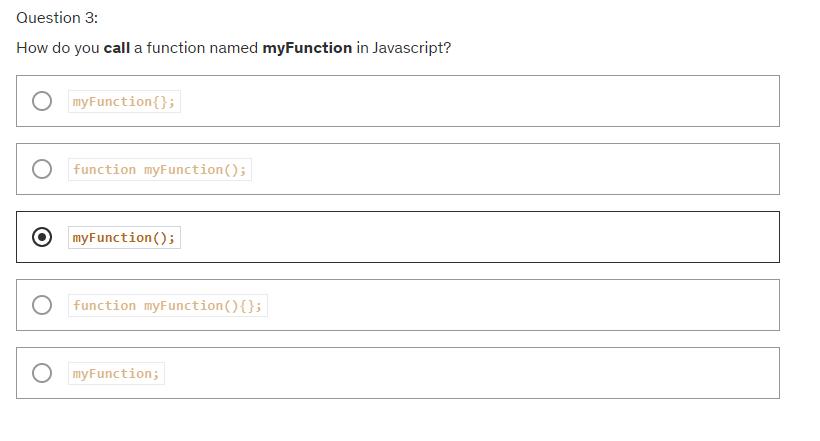 Question 3:
How do you call a function named myFunction in Javascript?
myFunction{};
function myFunction();
myFunction();
function myFunction(){};
myFunction;